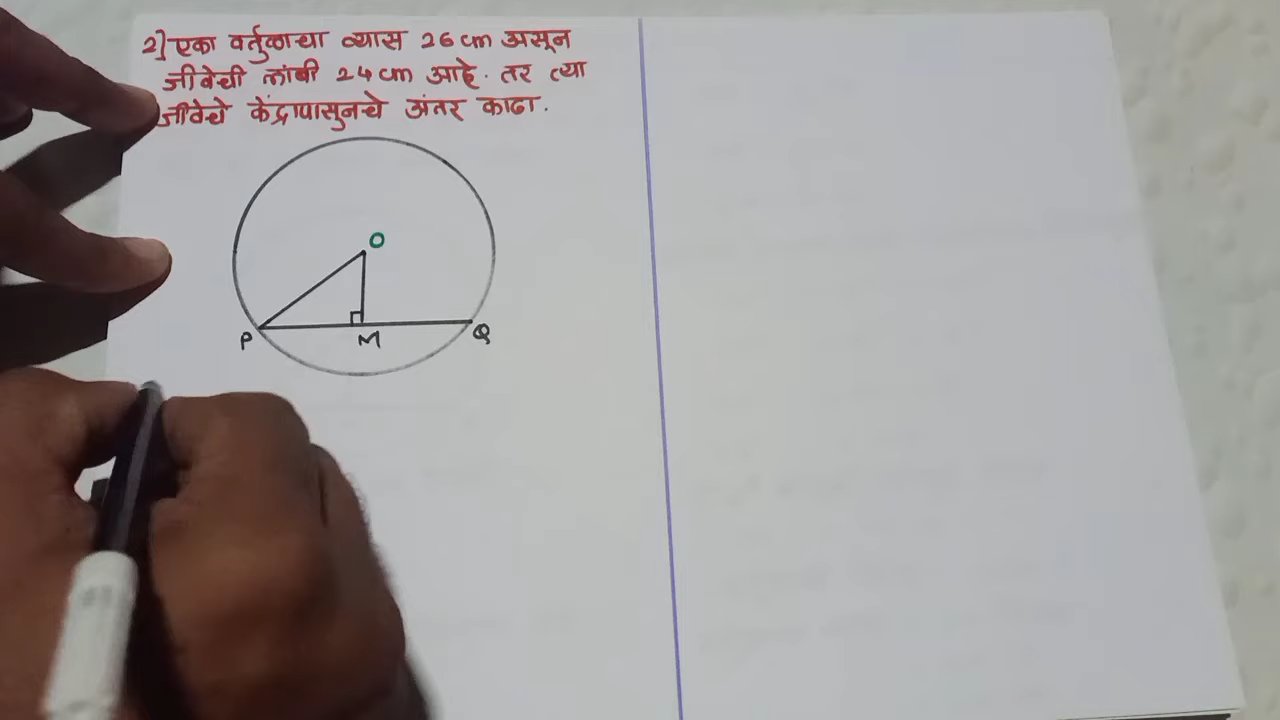 2] एका वर्तुळाचा व्यास 26 cm असून
जीवेची लांबी 24 cm आहे. तर त्या
जीवेचे केंद्रापासुनचे अंतर काढा.
O
P
M
Q